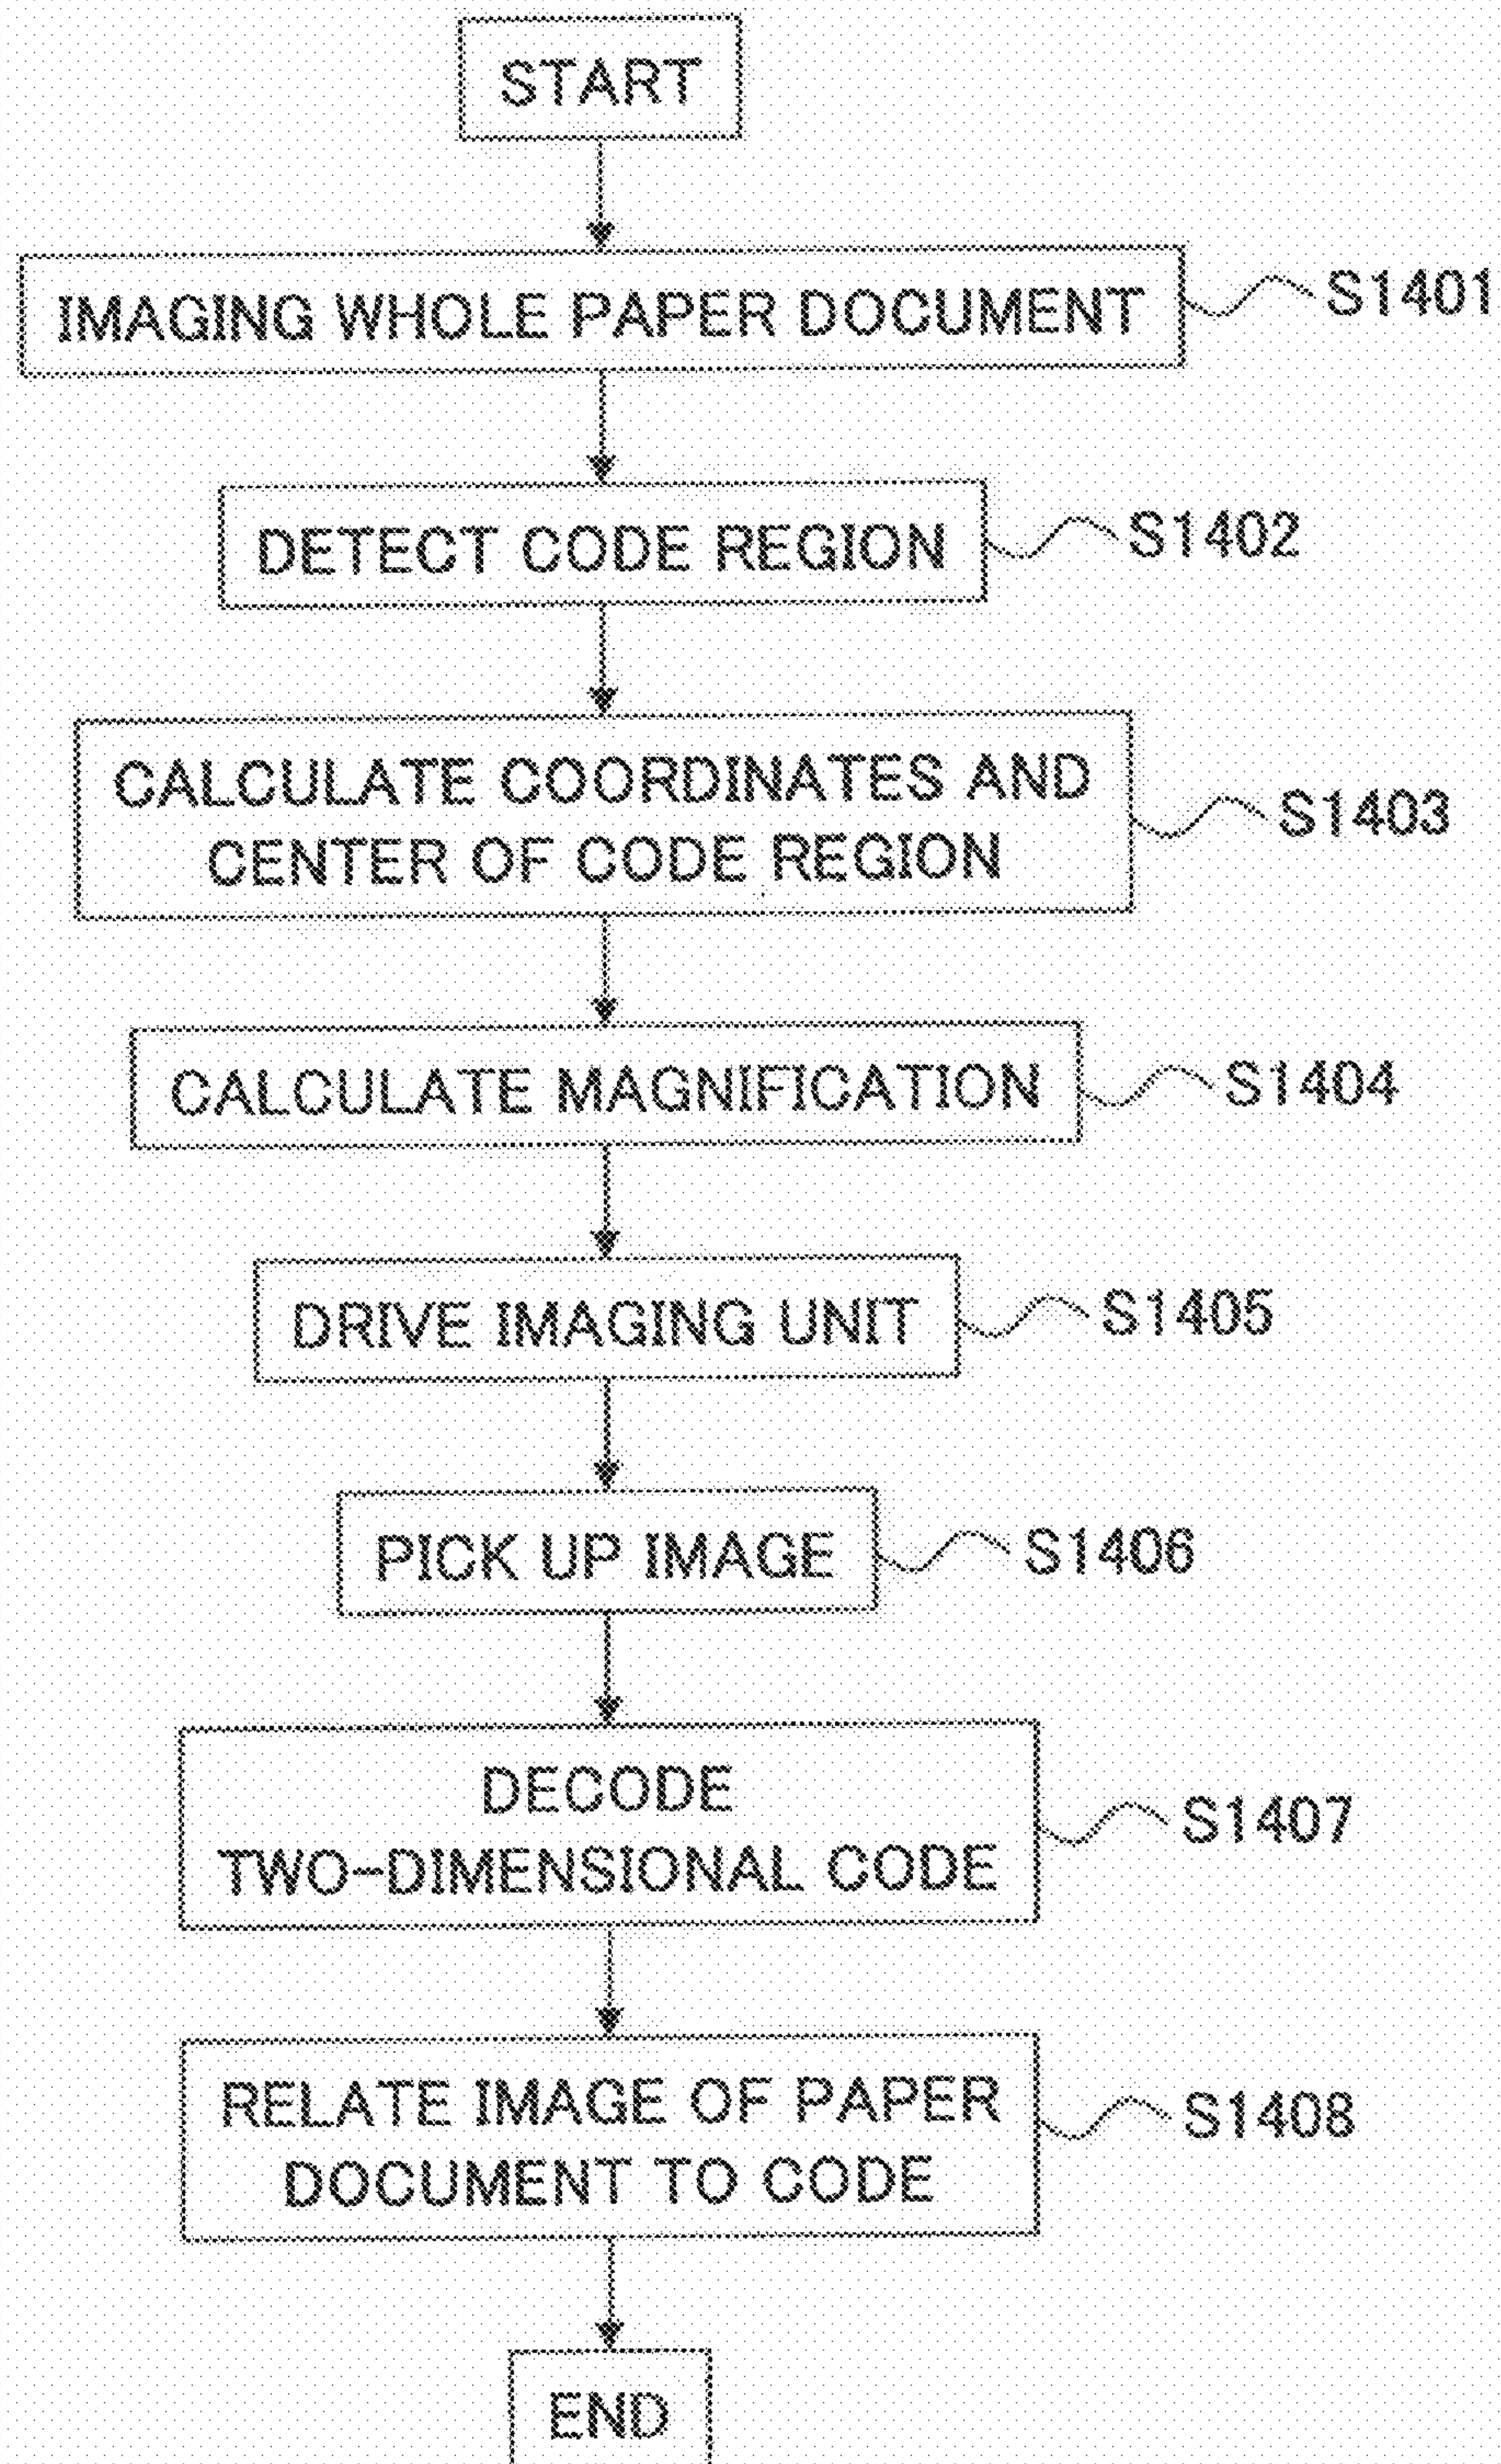 START
IMAGING WHOLE PAPER DOCUMENT
S1401
DETECT CODE REGION
S1402
CALCULATE COORDINATES AND
CENTER OF CODE REGION
S1403
CALCULATE MAGNIFICATION
S1404
DRIVE IMAGING UNIT
S1405
PICK UP IMAGE
S1406
DECODE
TWO-DIMENSIONAL CODE
S1407
RELATE IMAGE OF PAPER
DOCUMENT TO CODE
S1408
END